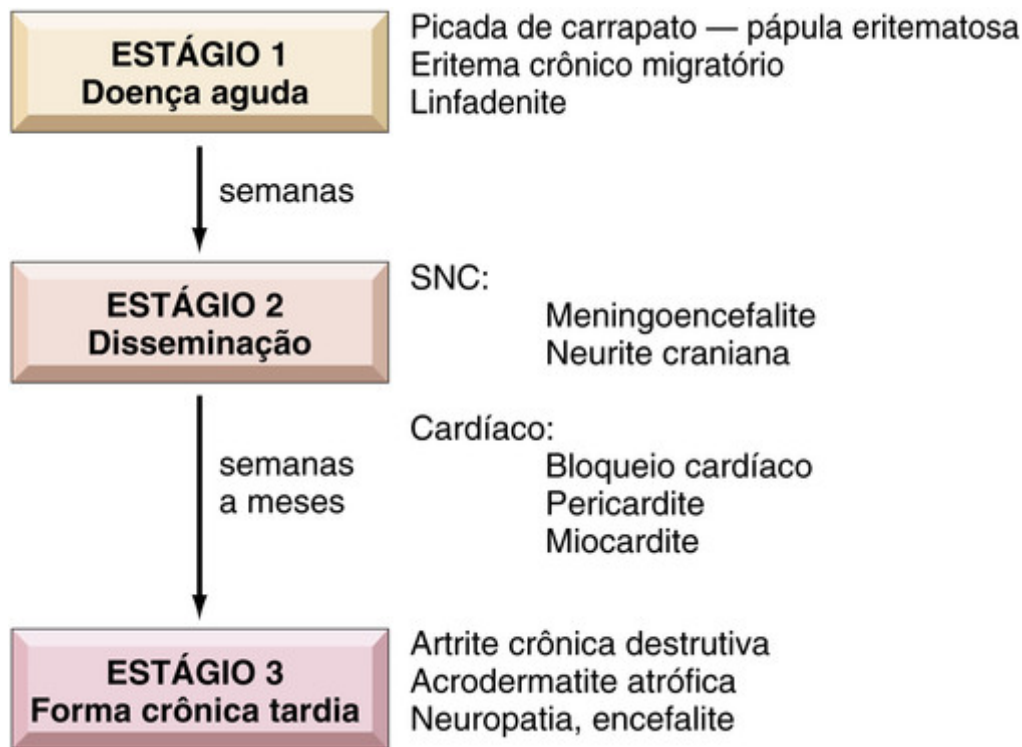 ESTÁGIO 1
Doença aguda
Picada de carrapato — pápula eritematosa
Eritema crônico migratório
Linfadenite
semanas
ESTÁGIO 2
Disseminação
SNC:
Meningoencefalite
Neurite craniana
semanas
a meses
Cardíaco:
Bloqueio cardíaco
Pericardite
Miocardite
ESTÁGIO 3
Forma crônica tardia
Artrite crônica destrutiva
Acrodermatite atrófica
Neuropatia, encefalite